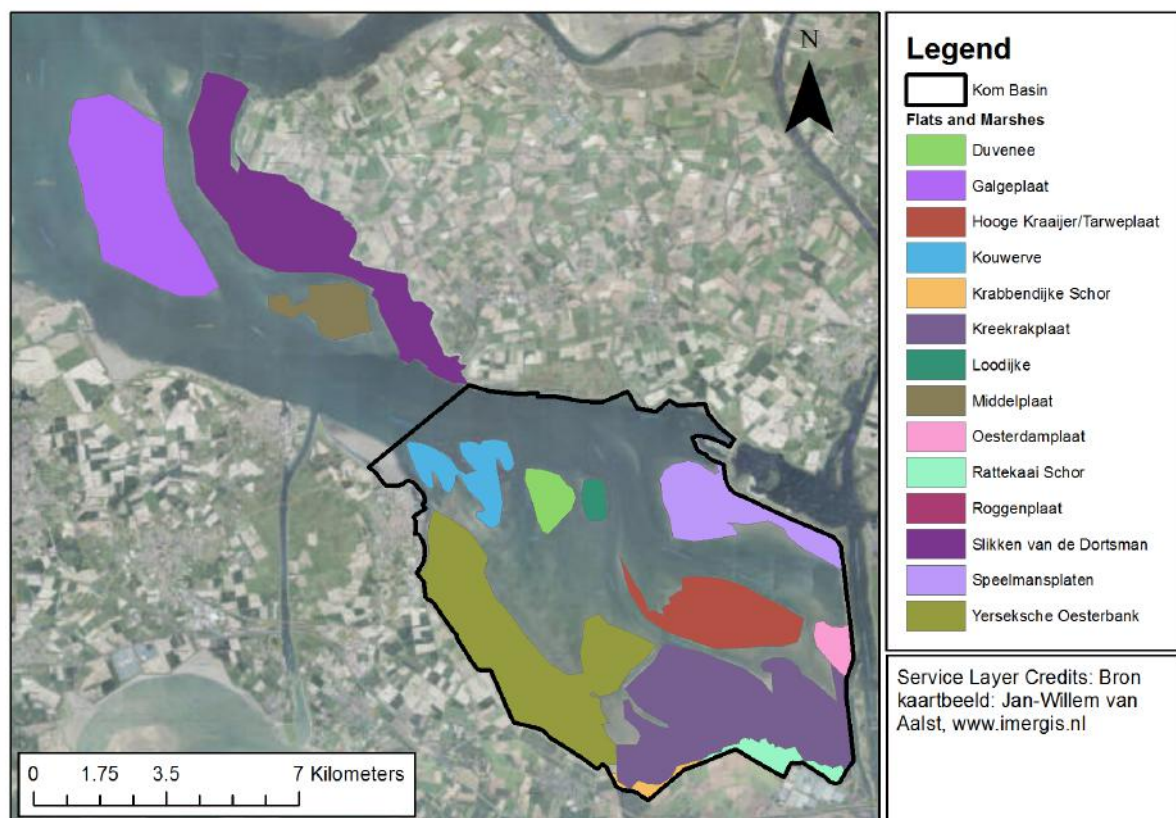 N
0 1.75 3.5 7 Kilometers
Legend
Kom Basin
Flats and Marshes
Duvenee
Galgeplaat
Hooge Kraaijer/Tarweplaat
Kouwerve
Krabbendijke Schor
Kreekrakplaat
Loodijke
Middelplaat
Oesterdamplaat
Rattekaai Schor
Roggenplaat
Slikken van de Dortsman
Speelmansplaten
Yerseksche Oesterbank
Service Layer Credits: Bron
kaartbeeld: Jan-Willem van
Aalst, www.imergis.nl